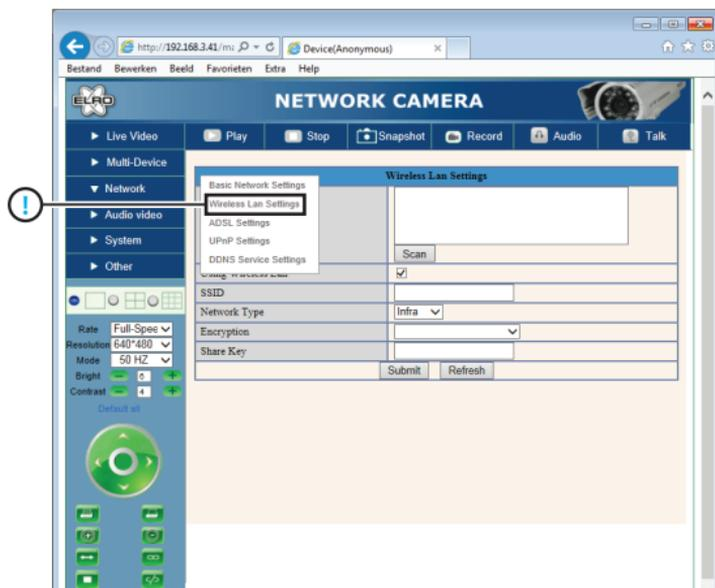 http://192.168.3.41/ma
Device(Anonymous)
Bestand Bewerken Beeld Favorieten Extra Help
ELRO
NETWORK CAMERA
Live Video
Play
Stop
Snapshot
Record
Audio
Talk
Multi-Device
Network
Audio video
System
Other
Wireless Lan Settings
Basic Network Settings
Wireless Lan Settings
ADSL Settings
UPnP Settings
DDNS Service Settings
!
Scan
Using Wireless Lan
SSID
Network Type Infra
Encryption
Share Key
Submit Refresh
Rate Full-Spee
Resolution 640*480
Mode 50 HZ
Bright 6
Contrast 4
Default all